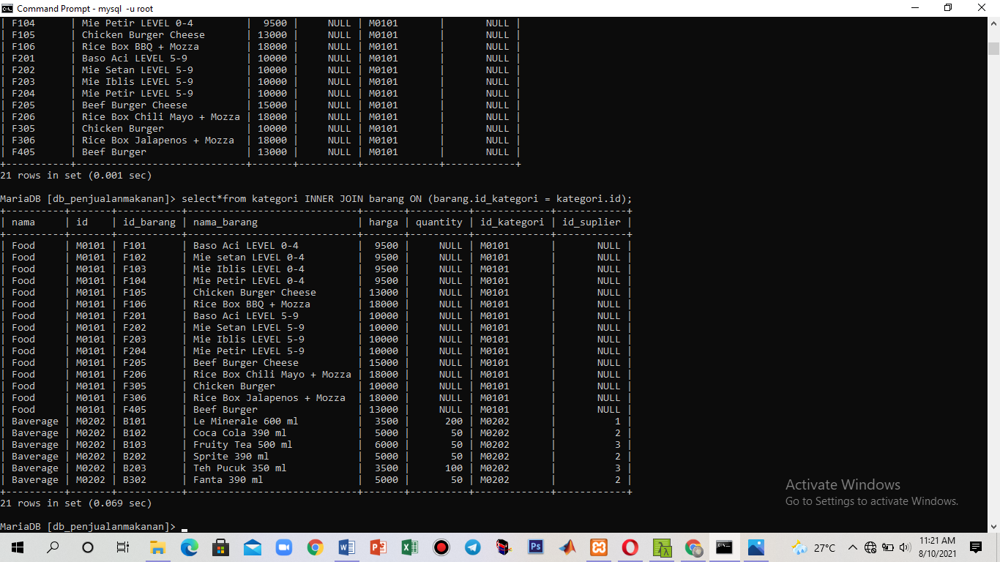 Command Prompt - mysql  -u root
| F104      | Mie Petir LEVEL 0-4         |  9500 |     NULL | M0101       |       NULL |
| F105      | Chicken Burger Cheese       | 13000 |     NULL | M0101       |       NULL |
| F106      | Rice Box BBQ + Mozza        | 18000 |     NULL | M0101       |       NULL |
| F201      | Baso Aci LEVEL 5-9          | 10000 |     NULL | M0101       |       NULL |
| F202      | Mie Setan LEVEL 5-9         | 10000 |     NULL | M0101       |       NULL |
| F203      | Mie Iblis LEVEL 5-9         | 10000 |     NULL | M0101       |       NULL |
| F204      | Mie Petir LEVEL 5-9         | 10000 |     NULL | M0101       |       NULL |
| F205      | Beef Burger Cheese          | 15000 |     NULL | M0101       |       NULL |
| F206      | Rice Box Chili Mayo + Mozza | 18000 |     NULL | M0101       |       NULL |
| F305      | Chicken Burger              | 10000 |     NULL | M0101       |       NULL |
| F306      | Rice Box Jalapenos + Mozza  | 18000 |     NULL | M0101       |       NULL |
| F405      | Beef Burger                 | 13000 |     NULL | M0101       |       NULL |
+-----------+-----------------------------+-------+----------+-------------+------------+
21 rows in set (0.001 sec)
MariaDB [db_penjualanmakanan]> select*from kategori INNER JOIN barang ON (barang.id_kategori = kategori.id);
+----------+-------+-----------+-----------------------------+-------+----------+-------------+------------+
| nama     | id    | id_barang | nama_barang                 | harga | quantity | id_kategori | id_suplier |
+----------+-------+-----------+-----------------------------+-------+----------+-------------+------------+
| Food     | M0101 | F101      | Baso Aci LEVEL 0-4          |  9500 |     NULL | M0101       |       NULL |
| Food     | M0101 | F102      | Mie setan LEVEL 0-4         |  9500 |     NULL | M0101       |       NULL |
| Food     | M0101 | F103      | Mie Iblis LEVEL 0-4         |  9500 |     NULL | M0101       |       NULL |
| Food     | M0101 | F104      | Mie Petir LEVEL 0-4         |  9500 |     NULL | M0101       |       NULL |
| Food     | M0101 | F105      | Chicken Burger Cheese       | 13000 |     NULL | M0101       |       NULL |
| Food     | M0101 | F106      | Rice Box BBQ + Mozza        | 18000 |     NULL | M0101       |       NULL |
| Food     | M0101 | F201      | Baso Aci LEVEL 5-9          | 10000 |     NULL | M0101       |       NULL |
| Food     | M0101 | F202      | Mie Setan LEVEL 5-9         | 10000 |     NULL | M0101       |       NULL |
| Food     | M0101 | F203      | Mie Iblis LEVEL 5-9         | 10000 |     NULL | M0101       |       NULL |
| Food     | M0101 | F204      | Mie Petir LEVEL 5-9         | 10000 |     NULL | M0101       |       NULL |
| Food     | M0101 | F205      | Beef Burger Cheese          | 15000 |     NULL | M0101       |       NULL |
| Food     | M0101 | F206      | Rice Box Chili Mayo + Mozza | 18000 |     NULL | M0101       |       NULL |
| Food     | M0101 | F305      | Chicken Burger              | 10000 |     NULL | M0101       |       NULL |
| Food     | M0101 | F306      | Rice Box Jalapenos + Mozza  | 18000 |     NULL | M0101       |       NULL |
| Food     | M0101 | F405      | Beef Burger                 | 13000 |     NULL | M0101       |       NULL |
| Baverage | M0202 | B101      | Le Minerale 600 ml          |  3500 |      200 | M0202       |          1 |
| Baverage | M0202 | B102      | Coca Cola 390 ml            |  5000 |       50 | M0202       |          2 |
| Baverage | M0202 | B103      | Fruity Tea 500 ml           |  6000 |       50 | M0202       |          3 |
| Baverage | M0202 | B202      | Sprite 390 ml               |  5000 |       50 | M0202       |          2 |
| Baverage | M0202 | B203      | Teh Pucuk 350 ml            |  3500 |      100 | M0202       |          3 |
| Baverage | M0202 | B302      | Fanta 390 ml                |  5000 |       50 | M0202       |          2 |
+----------+-------+-----------+-----------------------------+-------+----------+-------------+------------+
21 rows in set (0.069 sec)
MariaDB [db_penjualanmakanan]> _
Activate Windows
Go to Settings to activate Windows.
27°C
11:21 AM
8/10/2021